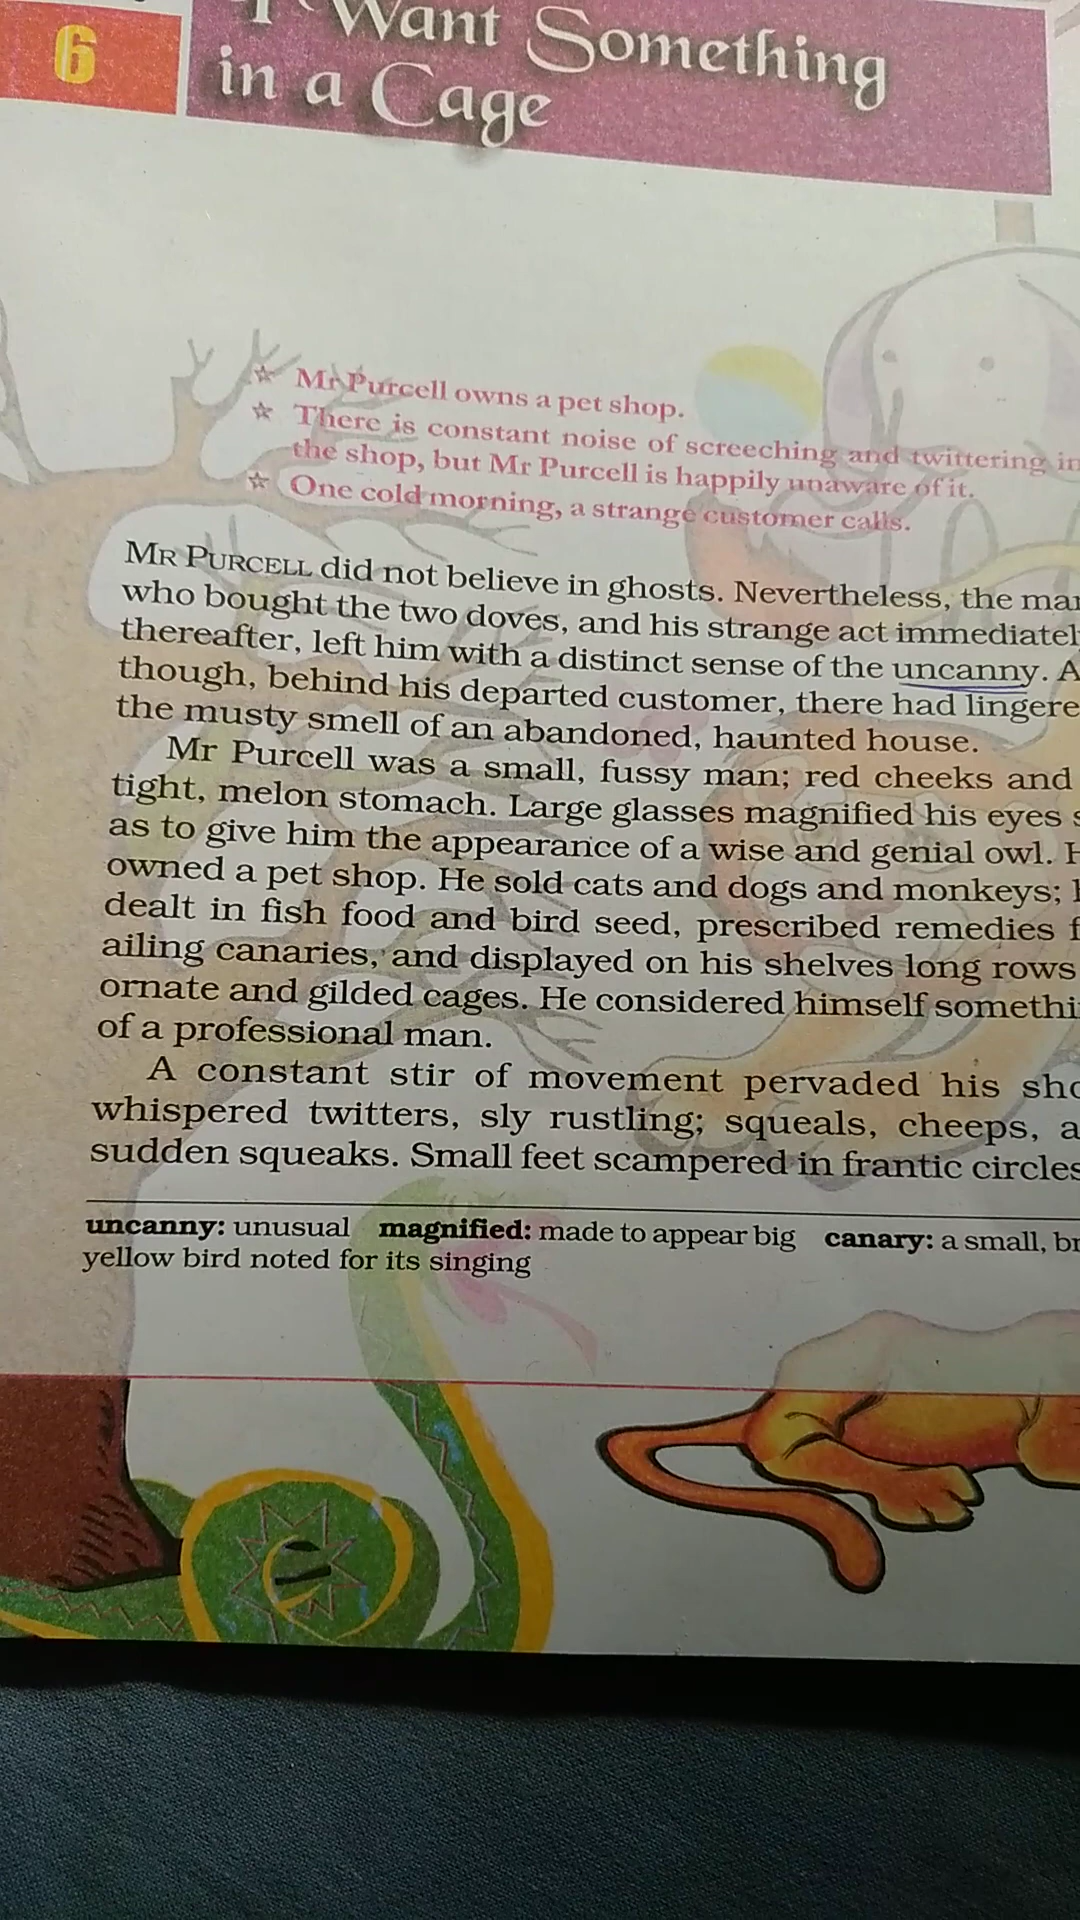 6
I Want Something
in a Cage
☆ Mr Purcell owns a pet shop.
☆ There is constant noise of screeching and twittering in
the shop, but Mr Purcell is happily unaware of it.
☆ One cold morning, a strange customer calls.
MR PURCELL did not believe in ghosts. Nevertheless, the
who bought the two doves, and his strange act
thereafter, left him with a distinct sense of the uncanny.
though, behind his departed customer, there had
the musty smell of an abandoned, haunted house.
Mr Purcell was a small, fussy man; red cheeks and
tight, melon stomach. Large glasses magnified his eyes
as to give him the appearance of a wise and genial owl.
owned a pet shop. He sold cats and dogs and monkeys;
dealt in fish food and bird seed, prescribed remedies
ailing canaries, and displayed on his shelves long rows
ornate and gilded cages. He considered himself
of a professional man.
A constant stir of movement pervaded his
whispered twitters, sly rustling; squeals, cheeps,
sudden squeaks. Small feet scampered in frantic circles
uncanny: unusual magnified: made to appear big canary: a small,
yellow bird noted for its singing